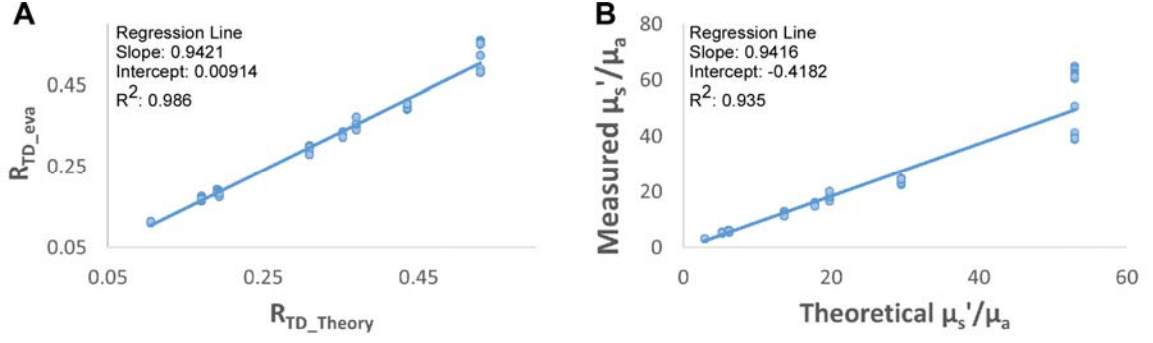 A
Regression Line
Slope: 0.9421
Intercept: 0.00914
R²: 0.986
0.45
0.25
0.05
R_TD_eva
0.05 0.25 0.45
R_TD_Theory
B
Regression Line
Slope: 0.9416
Intercept: -0.4182
R²: 0.935
80
60
40
20
0
Measured μs'/μa
0 20 40 60
Theoretical μs'/μa